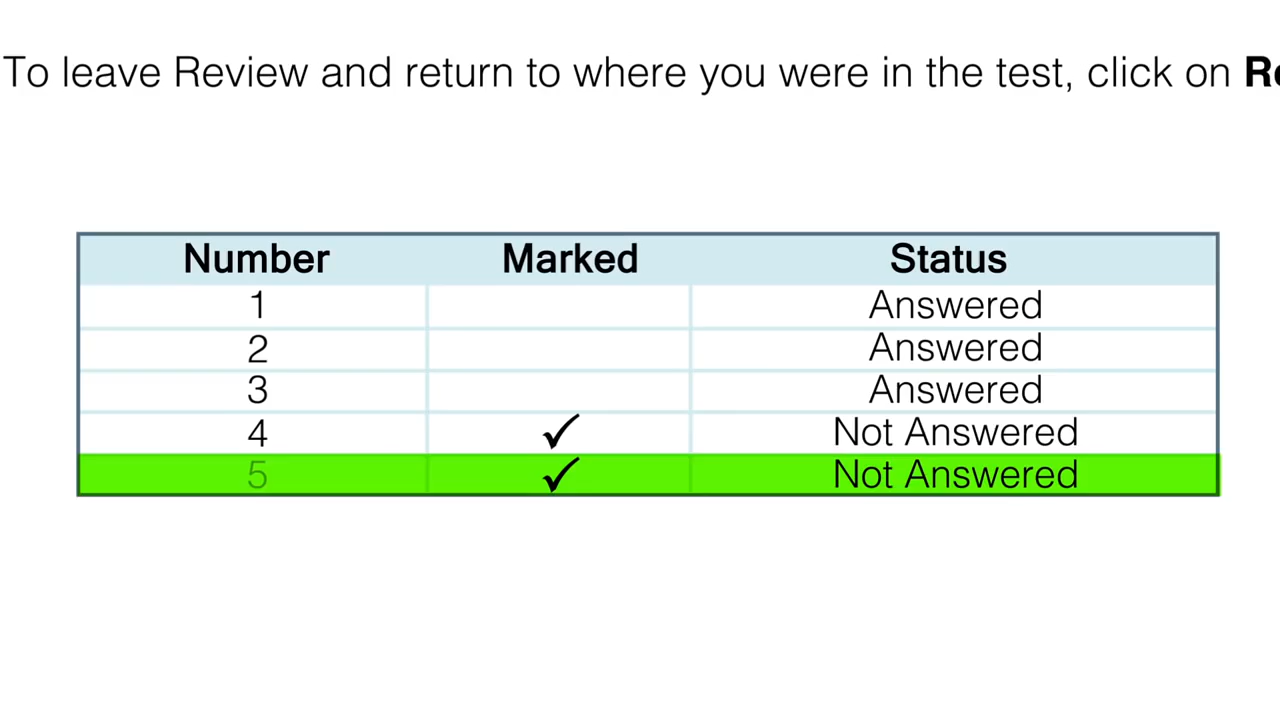 To leave Review and return to where you were in the test, click on
Number Marked Status
1 Answered
2 Answered
3 Answered
4 ✓ Not Answered
5 ✓ Not Answered